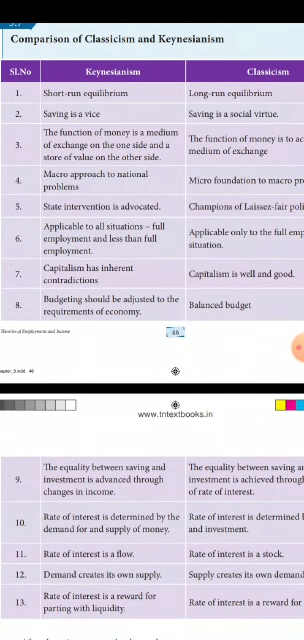 Comparison of Classicism and Keynesianism
Sl.No Keynesianism Classicism
1. Short-run equilibrium Long-run equilibrium
2. Saving is a vice Saving is a social virtue.
3. The function of money is a medium of exchange on the one side and a store of value on the other side. The function of money is to ac medium of exchange
4. Macro approach to national problems Micro foundation to macro pro
5. State intervention is advocated. Champions of Laissez-fair poli
6. Applicable to all situations – full employment and less than full employment. Applicable only to the full emp situation.
7. Capitalism has inherent contradictions Capitalism is well and good.
8. Budgeting should be adjusted to the requirements of economy. Balanced budget
Theories of Employment and Income 46
apter_3.indd 46
www.tntextbooks.in
9. The equality between saving and investment is advanced through changes in income. The equality between saving an investment is achieved through of rate of interest.
10. Rate of interest is determined by the demand for and supply of money. Rate of interest is determined b and investment.
11. Rate of interest is a flow. Rate of interest is a stock.
12. Demand creates its own supply. Supply creates its own demand
13. Rate of interest is a reward for parting with liquidity. Rate of interest is a reward for